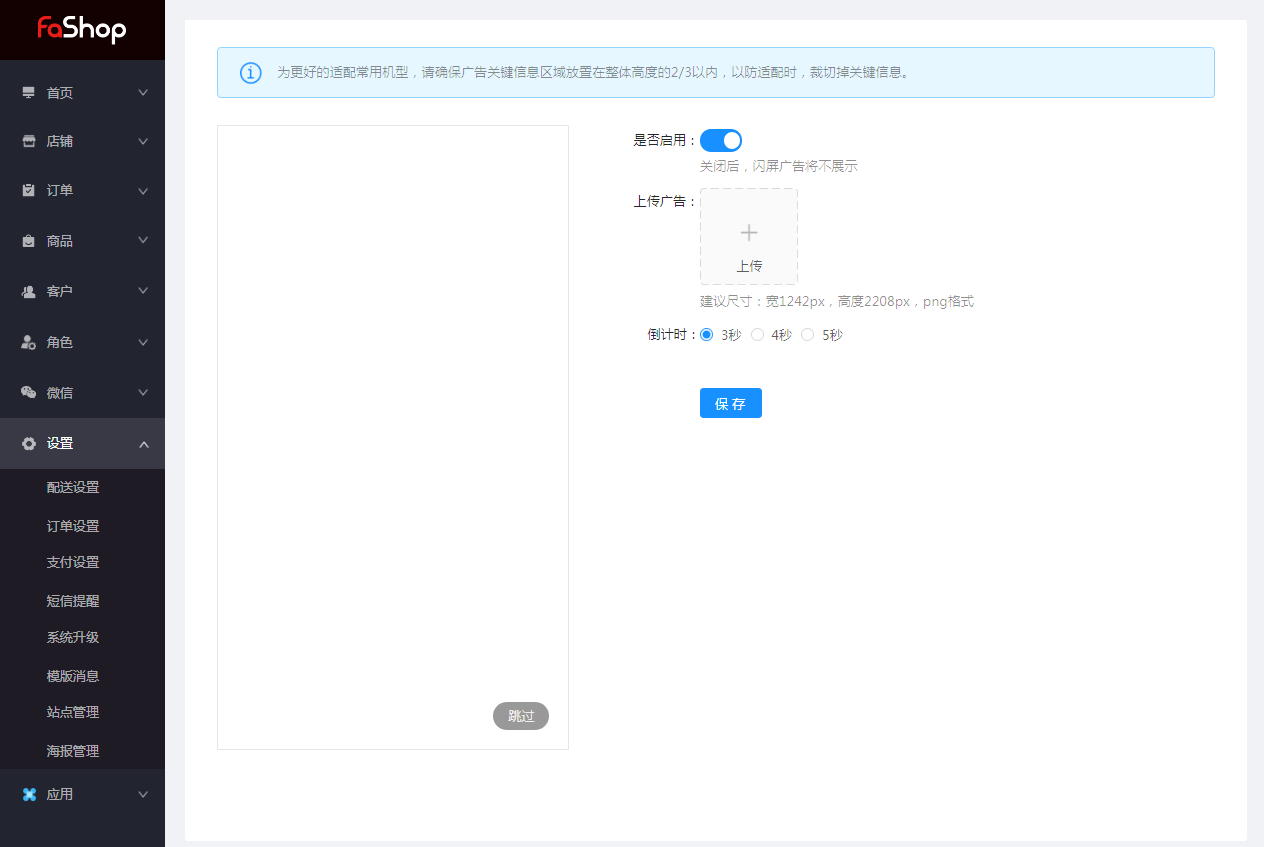 faShop
首页
店铺
订单
商品
客户
角色
微信
设置
配送设置
订单设置
支付设置
短信提醒
系统升级
模版消息
站点管理
海报管理
应用
为更好的适配常用机型，请确保广告关键信息区域放置在整体高度的2/3以内，以防适配时，裁切掉关键信息。
跳过
是否启用：
关闭后，闪屏广告将不展示
上传广告：
上传
建议尺寸：宽1242px，高度2208px，png格式
倒计时： 3秒 4秒 5秒
保 存